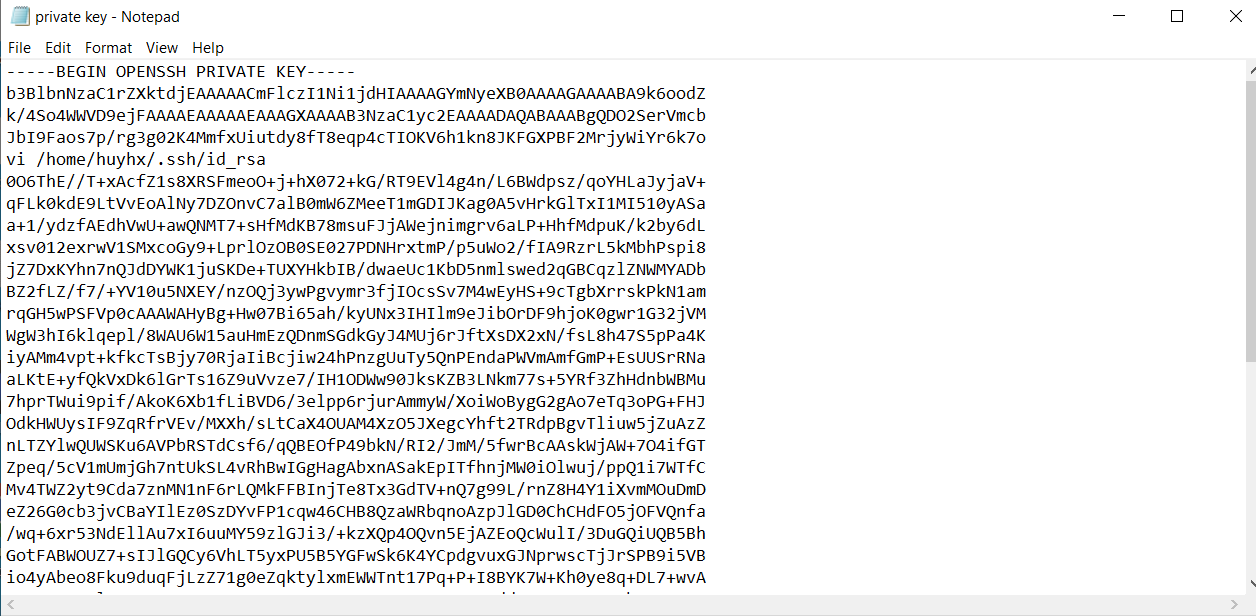 private key - Notepad
File Edit Format View Help
-----BEGIN OPENSSH PRIVATE KEY-----
b3BlbnNzaC1rZXktdjEAAAAACmFlczI1Ni1jdHIAAAAGYmNyeXB0AAAAGAAAABA9k6oodZ
k/4So4WWVD9ejFAAAAEAAAAAEAAAGXAAAAB3NzaC1yc2EAAAADAQABAAABgQDO2SerVmcb
JbI9Faos7p/rg3g02K4MmfxUiutdy8fT8eqp4cTIOKV6h1kn8JKFGXPBF2MrjyWiYr6k7o
vi /home/huyhx/.ssh/id_rsa
0O6ThE//T+xAcfZ1s8XRSFmeoO+j+hX072+kG/RT9EVl4g4n/L6BWdpsz/qoYHLaJyjaV+
qFLk0kdE9LtVvEoAlNy7DZOnvC7alB0mW6ZMeeT1mGDIJKag0A5vHrkGlTxI1MI510yASa
a+1/ydzfAEdhVwU+awQNMT7+sHfMdKB78msuFJjAWejnimgrv6aLP+HhfMdpuK/k2by6dL
xsv012exrwV1SMxcoGy9+LprlOzOB0SE027PDNHrxtmP/p5uWo2/fIA9RzrL5kMbhPspi8
jZ7DxKYhn7nQJdDYWK1juSKDe+TUXYHkbIB/dwaeUc1KbD5nmlswed2qGBCqzlZNWMYADb
BZ2fLZ/f7/+YV10u5NXEY/nzOQj3ywPgvymr3fjIOcsSv7M4wEyHS+9cTgbXrrskPkN1am
rqGH5wPSFVp0cAAAWAHyBg+Hw07Bi65ah/kyUNx3IHIlm9eJibOrDF9hjoK0gwr1G32jVM
WgW3hI6klqepl/8WAU6W15auHmEzQDnmSGdkGyJ4MUj6rJftXsDX2xN/fsL8h47S5pPa4K
iyAMm4vpt+kfkcTsBjy70RjaIiBcjiw24hPnzgUuTy5QnPEndaPWVmAmfGmP+EsUUSrRNa
aLKtE+yfQkVxDk6lGrTs16Z9uVvze7/IH1ODWw90JksKZB3LNkm77s+5YRf3ZhHdnbWBMu
7hprTWui9pif/AkoK6Xb1fLiBVD6/3elpp6rjurAmmyW/XoiWoBygG2gAo7eTq3oPG+FHJ
OdkHWUysIF9ZqRfrVEv/MXXh/sLtCaX4OUAM4XzO5JXegcYhft2TRdpBgvTliuw5jZuAzZ
nLTZYlwQUWSKu6AVPbRSTdCsf6/qQBEOfP49bkN/RI2/JmM/5fwrBcAAskWjAW+7O4ifGT
Zpeq/5cV1mUmjGh7ntUkSL4vRhBwIGgHagAbxnASakEpITfhnjMW0iOlwuj/ppQ1i7WTfC
Mv4TWZ2yt9Cda7znMN1nF6rLQMkFFBInjTe8Tx3GdTV+nQ7g99L/rnZ8H4Y1iXvmMOuDmD
eZ26G0cb3jvCBaYIlEz0SzDYvFP1cqw46CHB8QzaWRbqnoAzpJlGD0ChCHdFO5jOFVQnfa
/wq+6xr53NdEllAu7xI6uuMY59zlGJi3/+kzXQp4OQvn5EjAZEoQcWulI/3DuGQiUQB5Bh
GotFABWOUZ7+sIJlGQCy6VhLT5yxPU5B5YGFwSk6K4YCpdgvuxGJNprwscTjJrSPB9i5VB
io4yAbeo8Fku9duqFjLzZ71g0eZqktylxmEWWTnt17Pq+P+I8BYK7W+Kh0ye8q+DL7+wvA